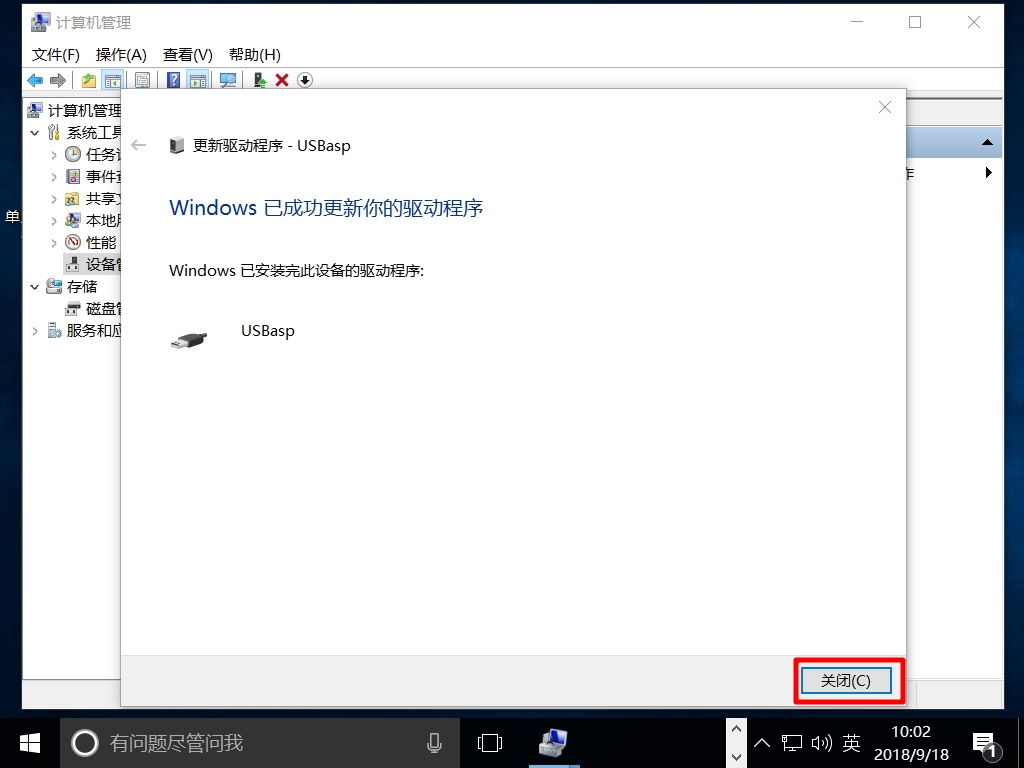 计算机管理
文件(F) 操作(A) 查看(V) 帮助(H)
计算机管理
系统工具
任务计
事件查
共享文
本地用
性能
设备管
存储
磁盘管
服务和应
单
作
更新驱动程序 - USBasp
Windows 已成功更新你的驱动程序
Windows 已安装完此设备的驱动程序:
USBasp
关闭(C)
有问题尽管问我
英
10:02
2018/9/18
1